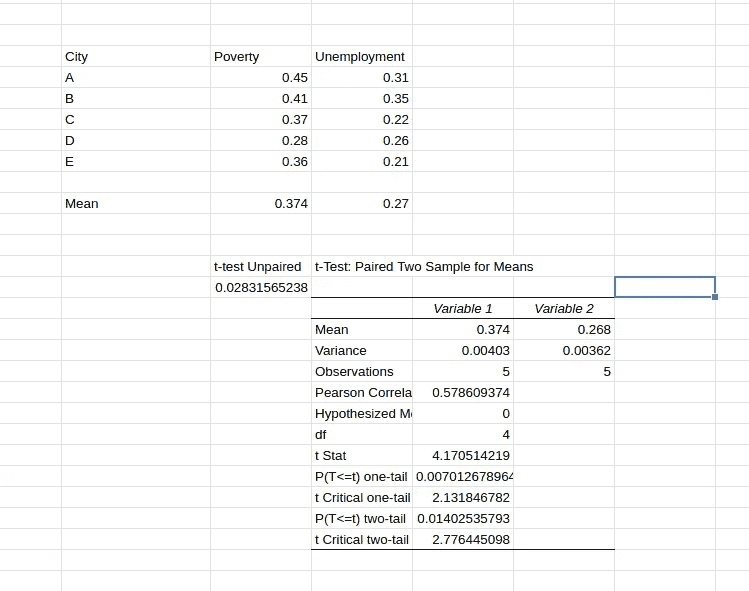 City Poverty Unemployment
A 0.45 0.31
B 0.41 0.35
C 0.37 0.22
D 0.28 0.26
E 0.36 0.21
Mean 0.374 0.27
t-test Unpaired t-Test: Paired Two Sample for Means
0.02831565238
Variable 1 Variable 2
Mean 0.374 0.268
Variance 0.00403 0.00362
Observations 5 5
Pearson Correla 0.578609374
Hypothesized M 0
df 4
t Stat 4.170514219
P(T<=t) one-tail 0.007012678964
t Critical one-tail 2.131846782
P(T<=t) two-tail 0.01402535793
t Critical two-tail 2.776445098